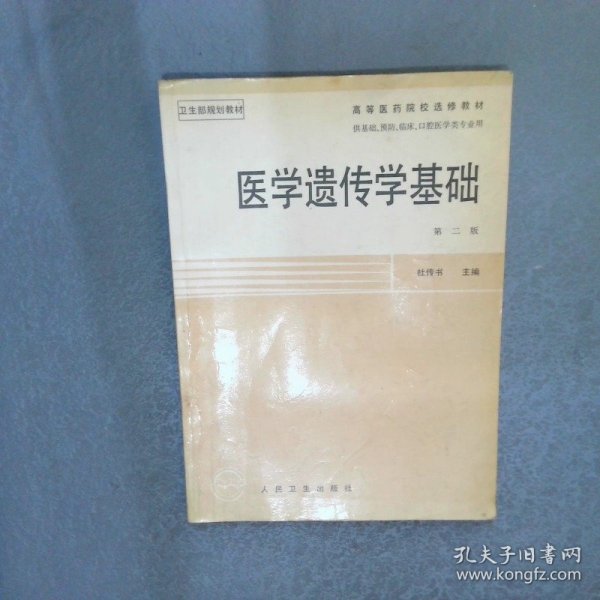 卫生部规划教材
高等医药院校选修教材
供基础、预防、临床、口腔医学类专业用
医学遗传学基础
第二版
杜传书 主编
人民卫生出版社
孔夫子旧书网
www.kongfz.com